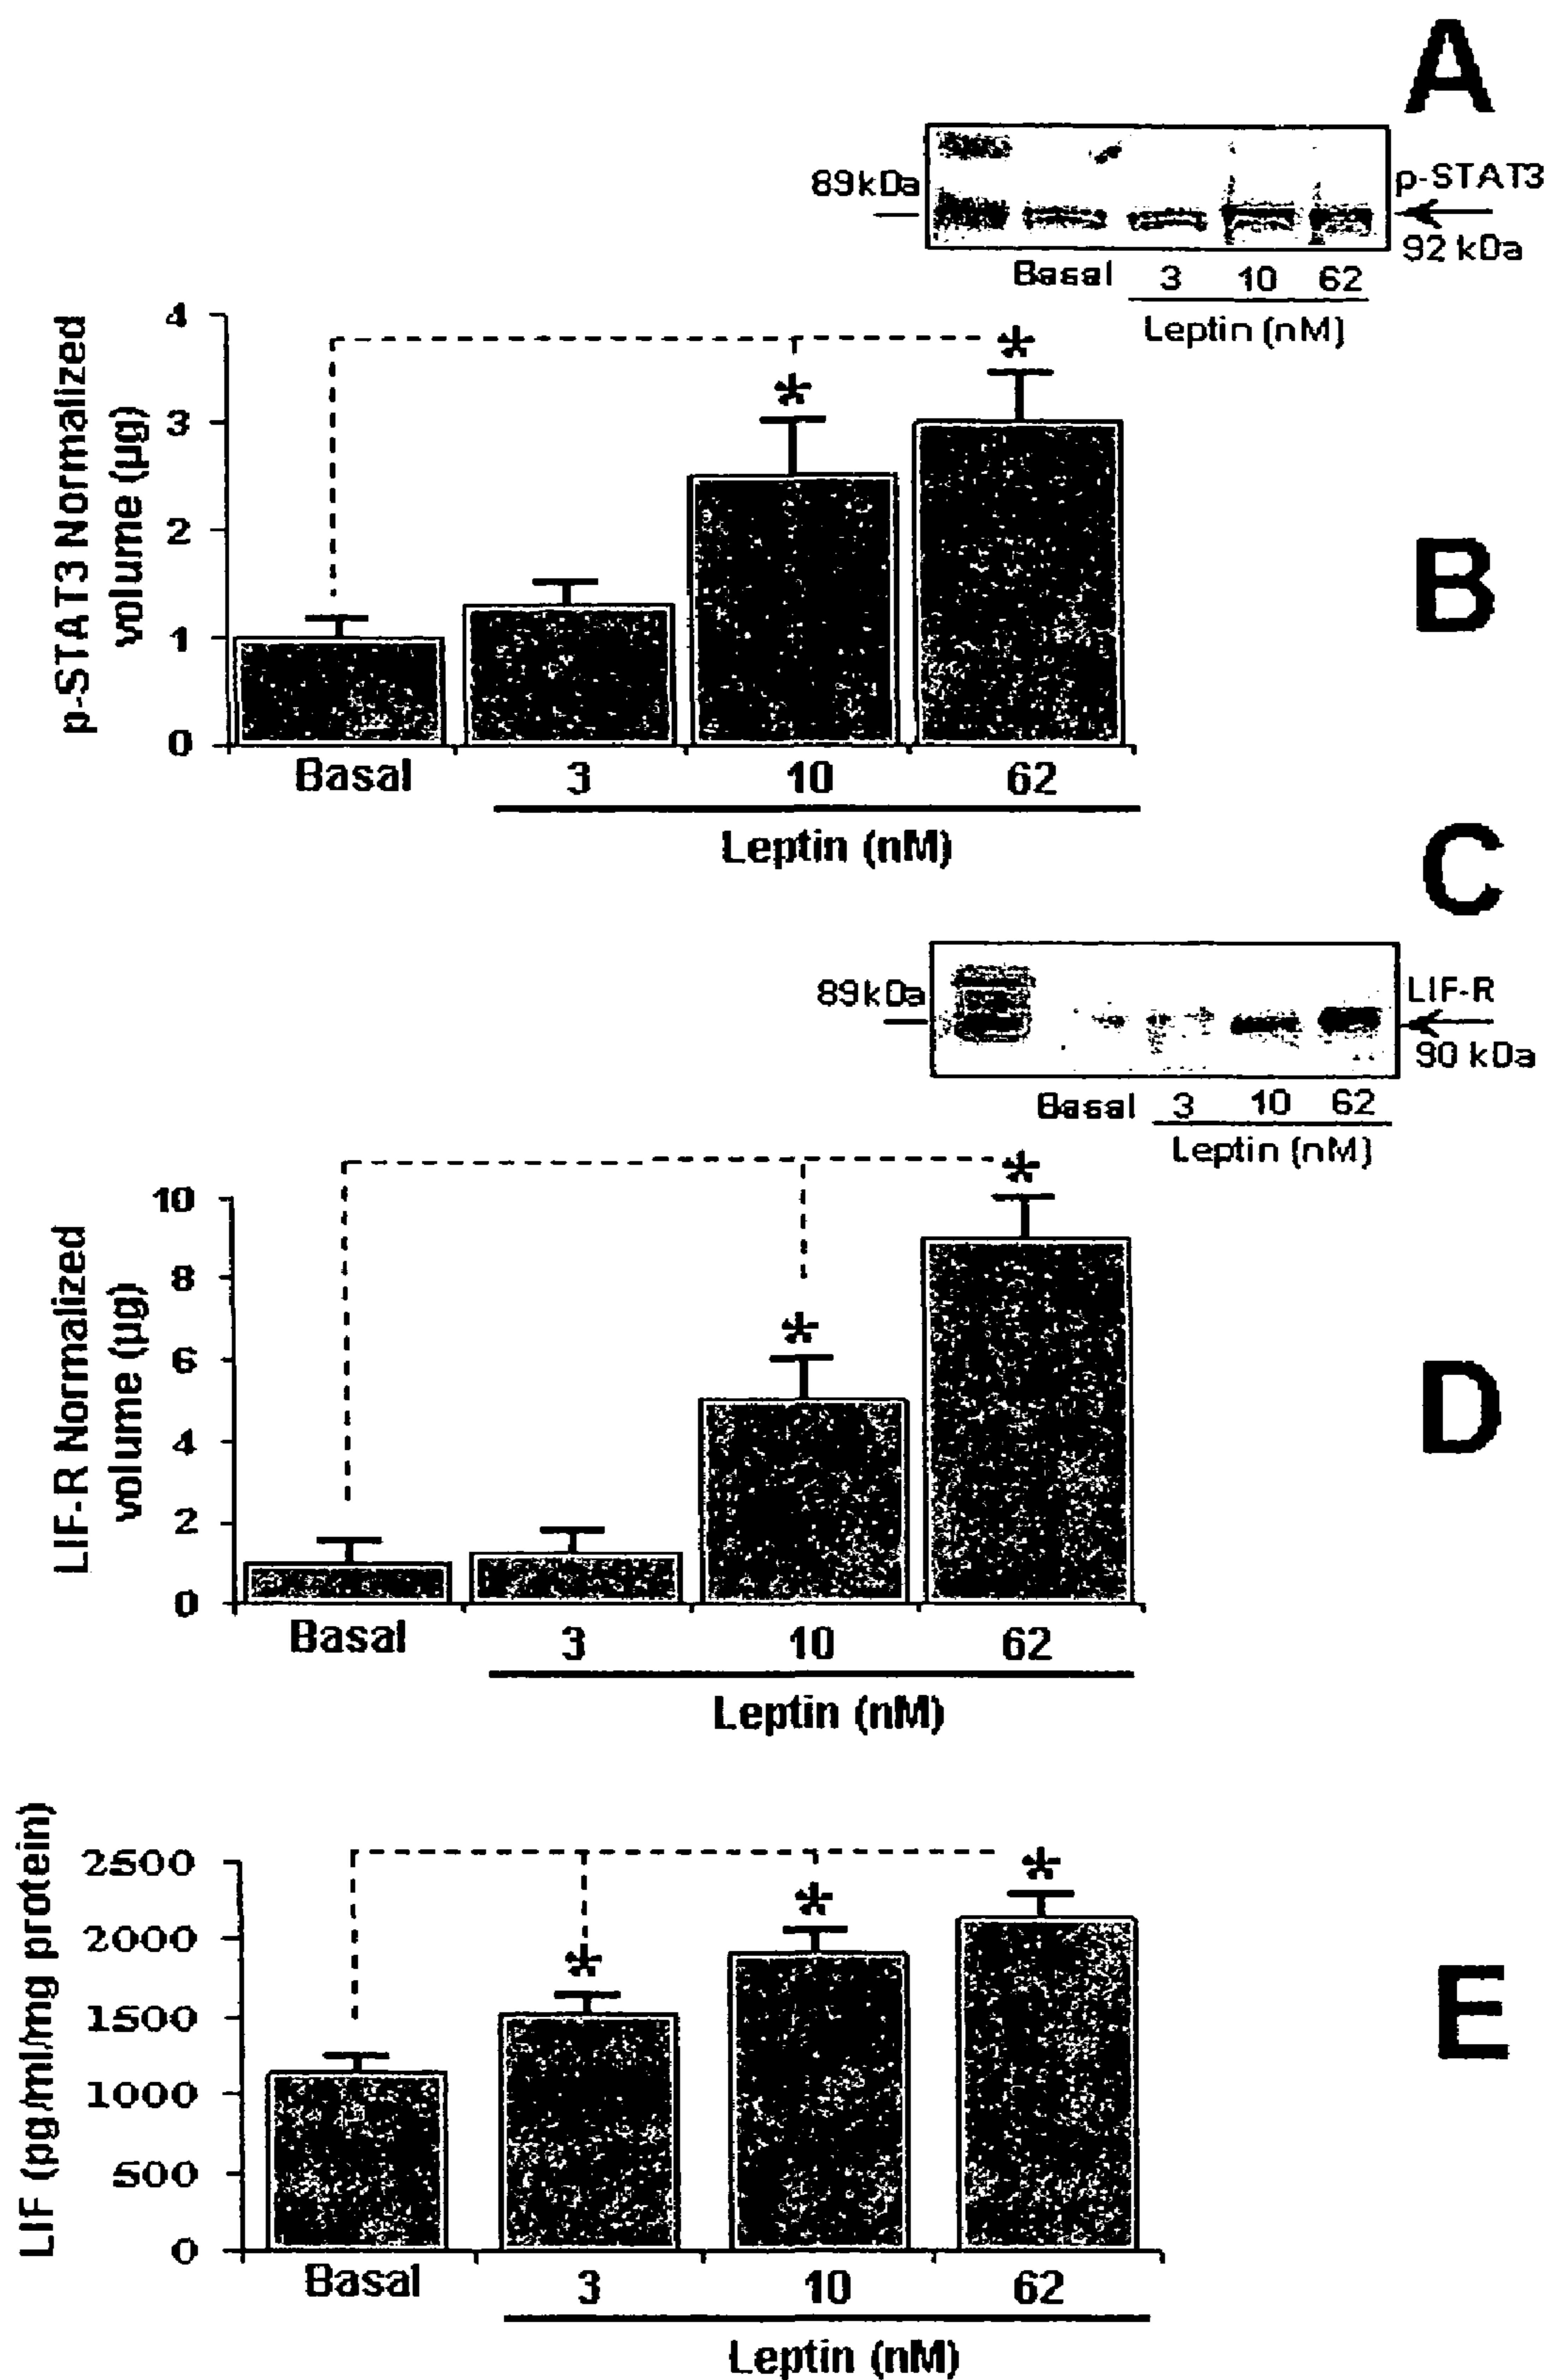 A
89kDa
p-STAT3
92 kDa
Basal 3 10 62
Leptin (nM)
p-STAT3 Normalized
volume (µg)
4
3
2
1
0
* *
Basal 3 10 62
Leptin (nM)
B
C
89kDa
LIF-R
90 kDa
Basal 3 10 62
Leptin (nM)
LIF-R Normalized
volume (µg)
10
8
6
4
2
0
* *
Basal 3 10 62
Leptin (nM)
D
LIF (pg/ml/mg protein)
2500
2000
1500
1000
500
0
* * *
Basal 3 10 62
Leptin (nM)
E